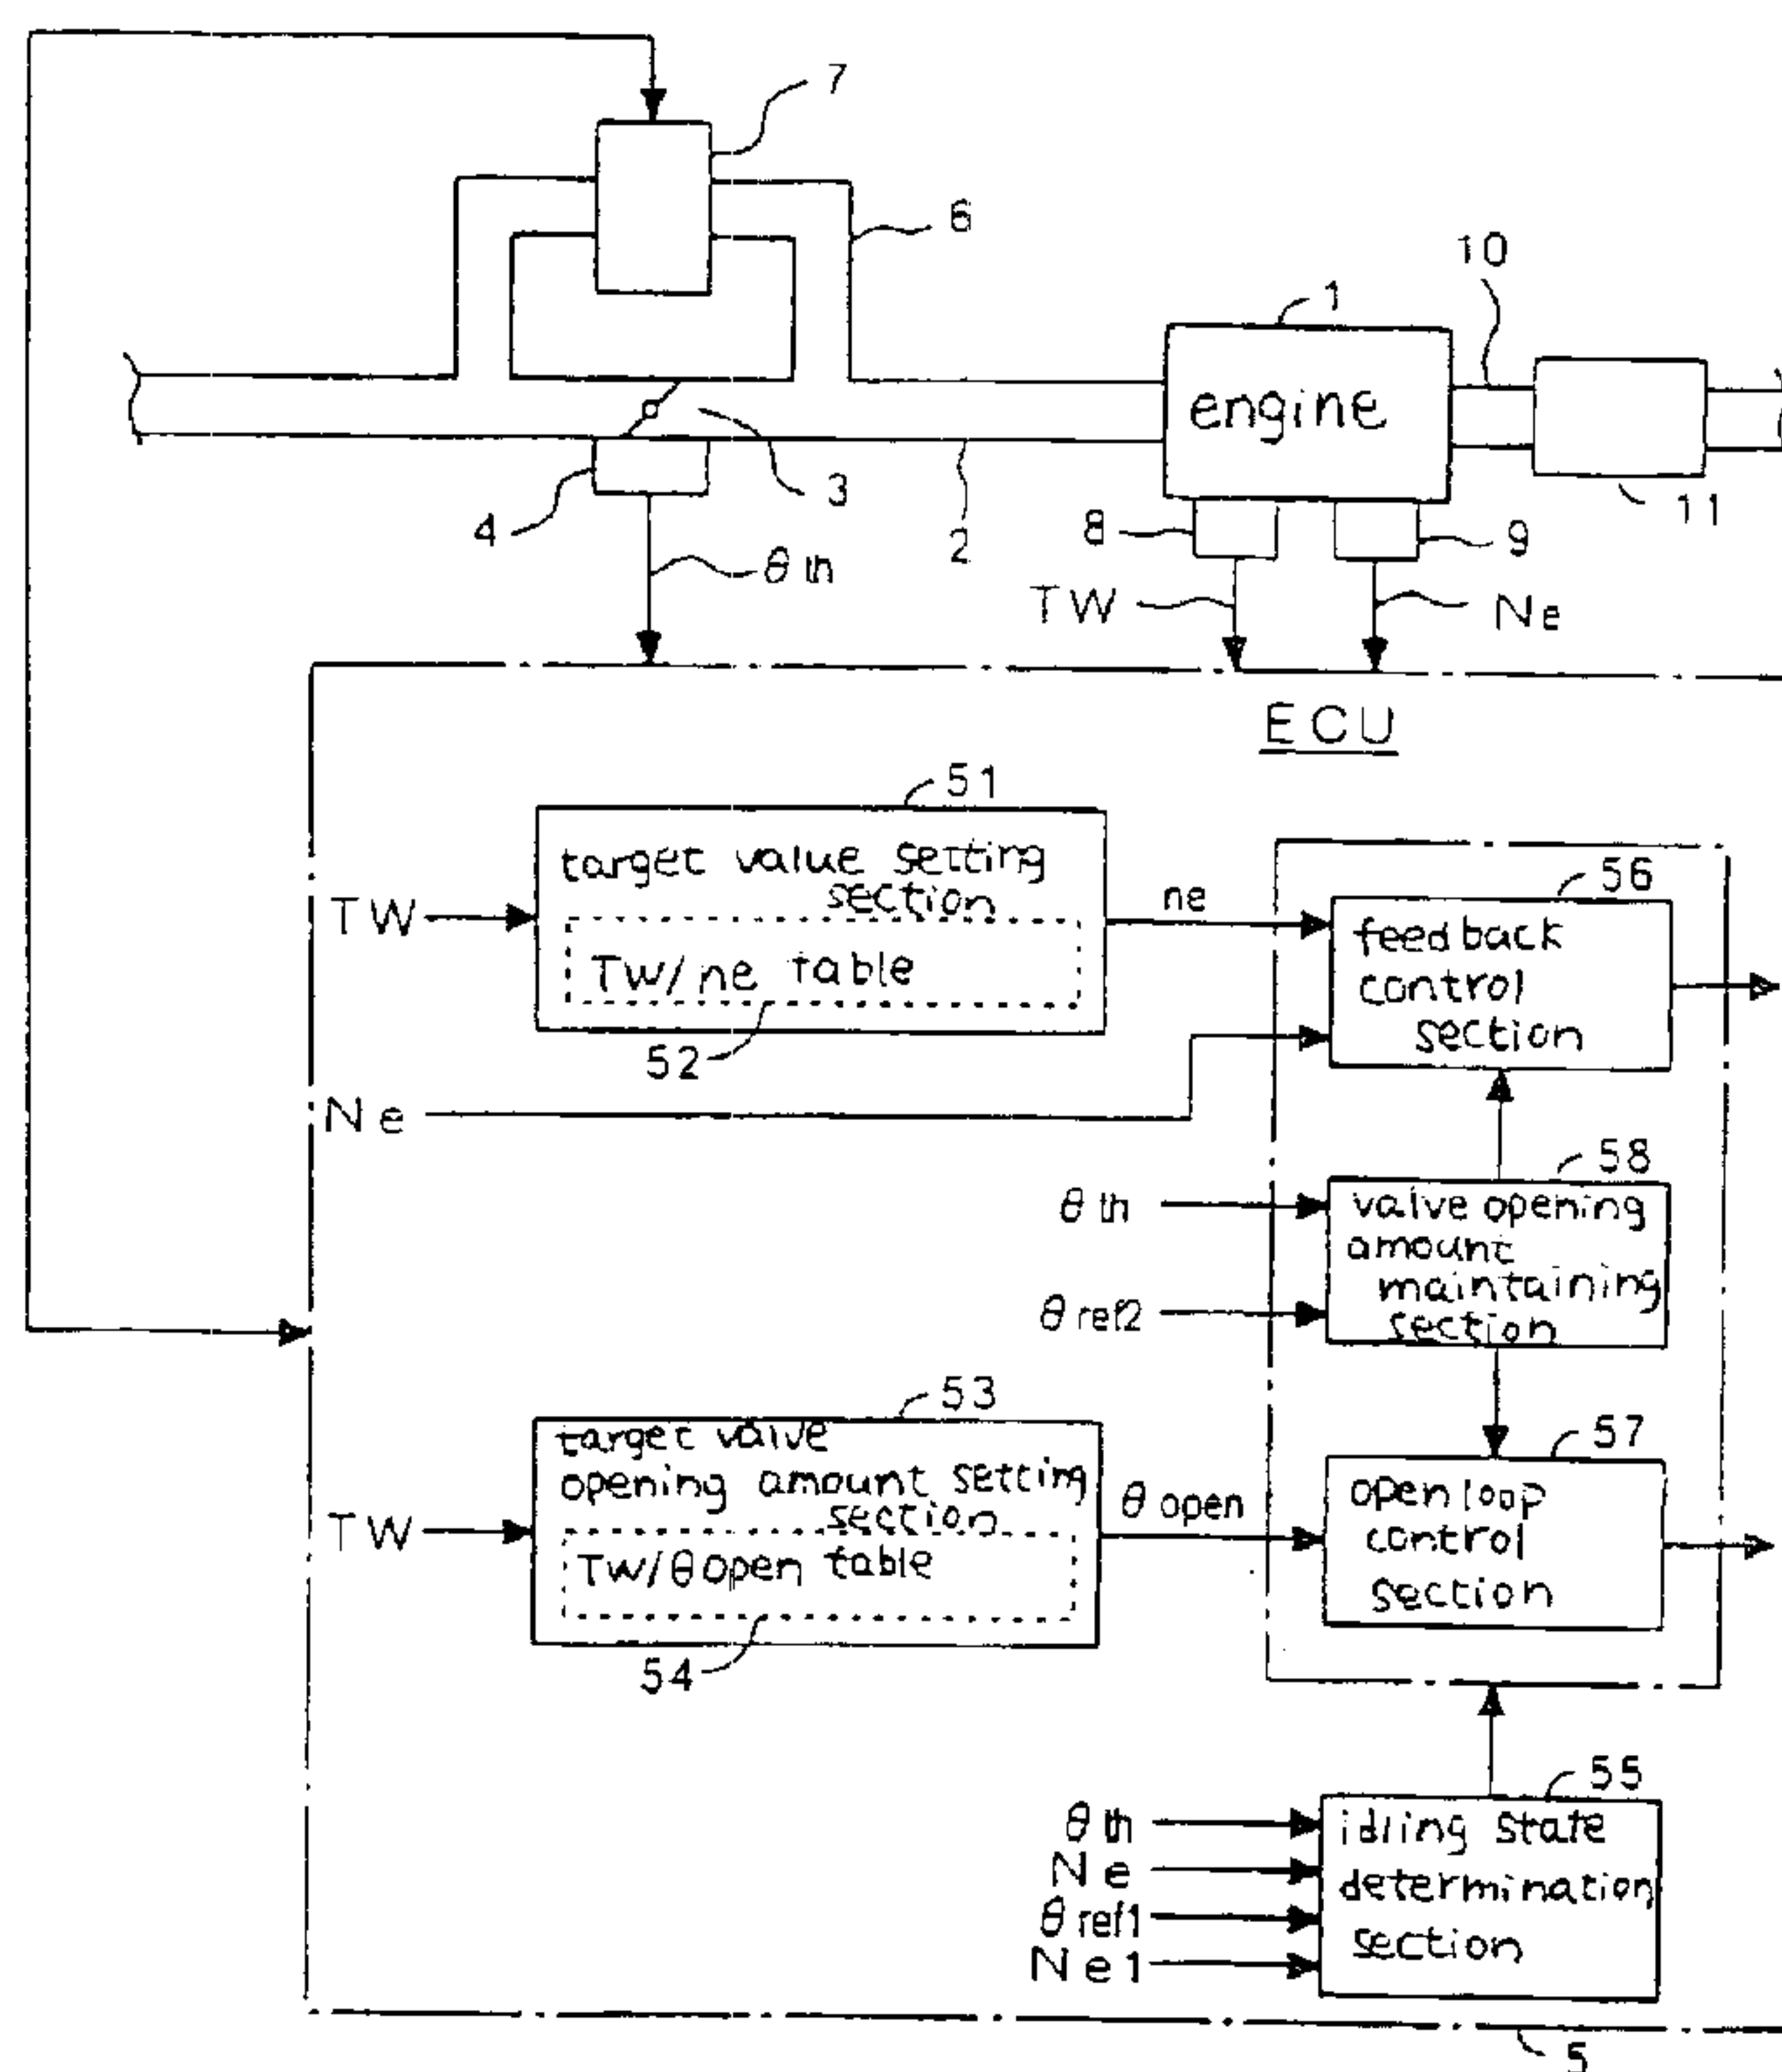 7
6
10
1
engine
3
4
2
8
9
11
θ th
TW
Ne
ECU
51
target value setting
section
TW
ne
Tw/ne table
52
56
feedback
control
section
Ne
58
θ th
valve opening
amount
maintaining
section
θ ref2
53
target valve
opening amount setting
section
TW
θ open
Tw/θopen table
54
57
open loop
control
section
55
θ th
Ne
θ ref1
Ne1
idling state
determination
section
5